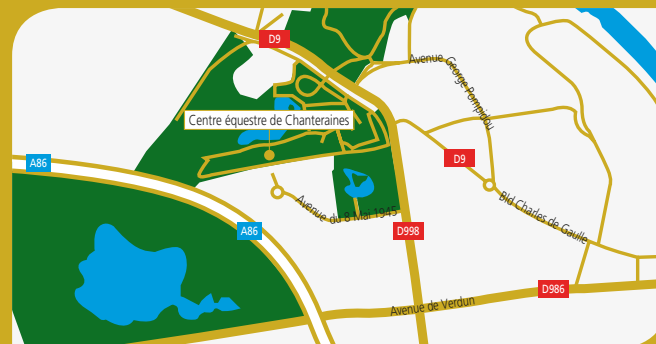 D9
Avenue George Pompidou
Centre équestre de Chanteraines
A86
D9
Avenue du 8 Mai 1945
Bld Charles de Gaulle
A86
D998
D986
Avenue de Verdun